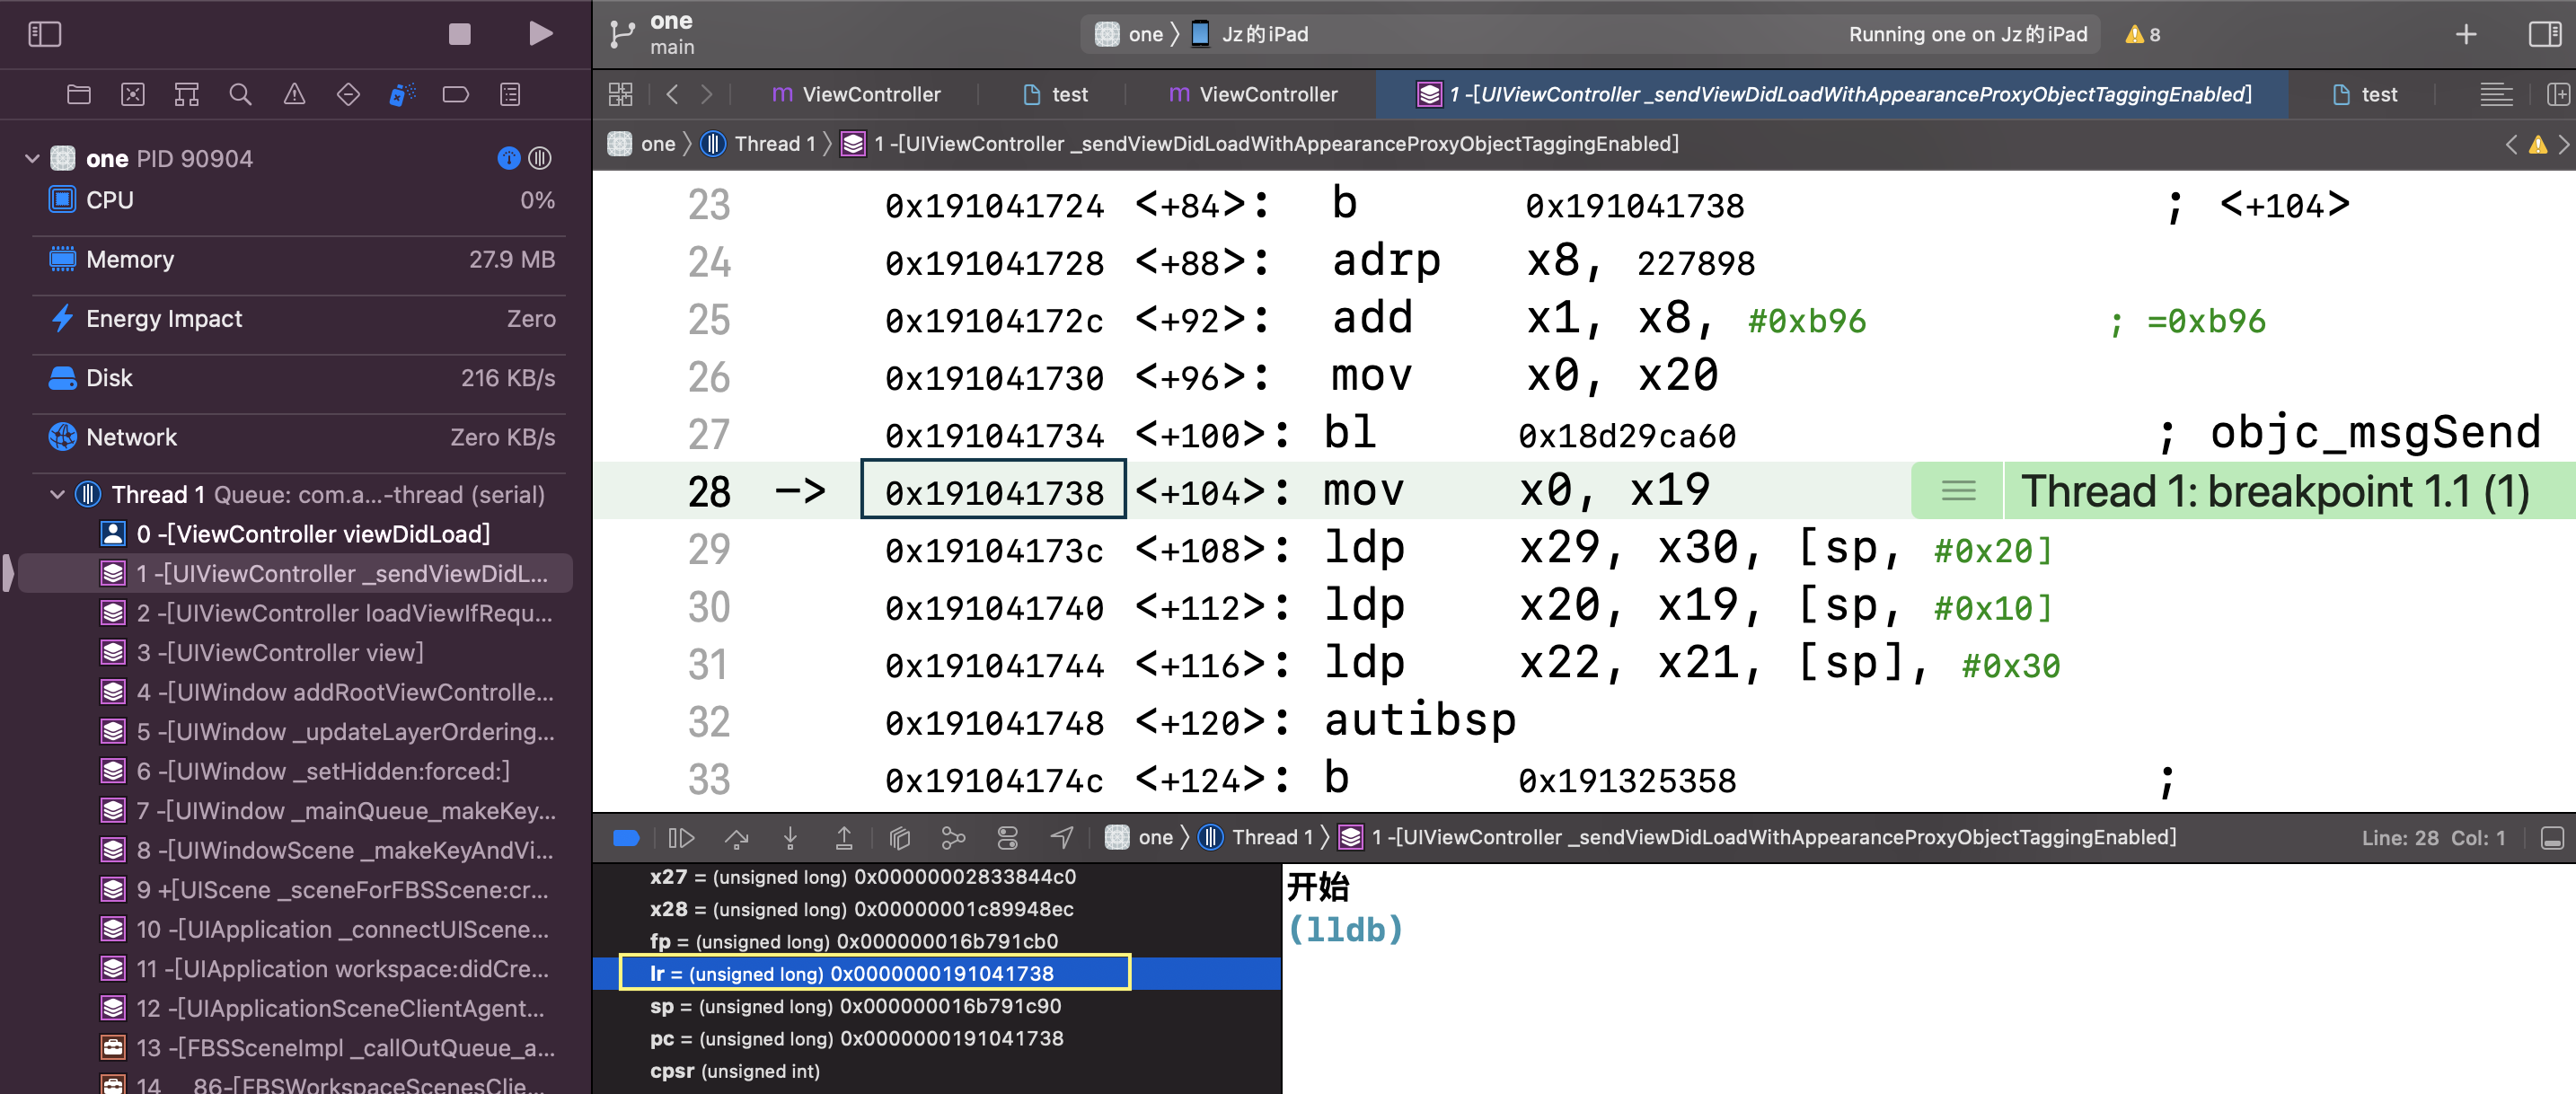 one
main
one 〉 Jz的iPad
Running one on Jz的iPad
8
ViewController
test
ViewController
1 -[UIViewController _sendViewDidLoadWithAppearanceProxyObjectTaggingEnabled]
test
one 〉 Thread 1 〉 1 -[UIViewController _sendViewDidLoadWithAppearanceProxyObjectTaggingEnabled]
one PID 90904
CPU 0%
Memory 27.9 MB
Energy Impact Zero
Disk 216 KB/s
Network Zero KB/s
Thread 1 Queue: com.a...-thread (serial)
0 -[ViewController viewDidLoad]
1 -[UIViewController _sendViewDidL...
2 -[UIViewController loadViewIfRequ...
3 -[UIViewController view]
4 -[UIWindow addRootViewControlle...
5 -[UIWindow _updateLayerOrdering...
6 -[UIWindow _setHidden:forced:]
7 -[UIWindow _mainQueue_makeKey...
8 -[UIWindowScene _makeKeyAndVi...
9 +[UIScene _sceneForFBSScene:cr...
10 -[UIApplication _connectUIScene...
11 -[UIApplication workspace:didCre...
12 -[UIApplicationSceneClientAgent...
13 -[FBSSceneImpl _callOutQueue_a...
14 __86-[FBSWorkspaceScenesClie...
23 0x191041724 <+84>: b 0x191041738 ; <+104>
24 0x191041728 <+88>: adrp x8, 227898
25 0x19104172c <+92>: add x1, x8, #0xb96 ; =0xb96
26 0x191041730 <+96>: mov x0, x20
27 0x191041734 <+100>: bl 0x18d29ca60 ; objc_msgSend
28 -> 0x191041738 <+104>: mov x0, x19 Thread 1: breakpoint 1.1 (1)
29 0x19104173c <+108>: ldp x29, x30, [sp, #0x20]
30 0x191041740 <+112>: ldp x20, x19, [sp, #0x10]
31 0x191041744 <+116>: ldp x22, x21, [sp], #0x30
32 0x191041748 <+120>: autibsp
33 0x19104174c <+124>: b 0x191325358 ;
one 〉 Thread 1 〉 1 -[UIViewController _sendViewDidLoadWithAppearanceProxyObjectTaggingEnabled]
Line: 28 Col: 1
x27 = (unsigned long) 0x00000002833844c0
x28 = (unsigned long) 0x00000001c89948ec
fp = (unsigned long) 0x000000016b791cb0
lr = (unsigned long) 0x0000000191041738
sp = (unsigned long) 0x000000016b791c90
pc = (unsigned long) 0x0000000191041738
cpsr (unsigned int)
开始
(lldb)